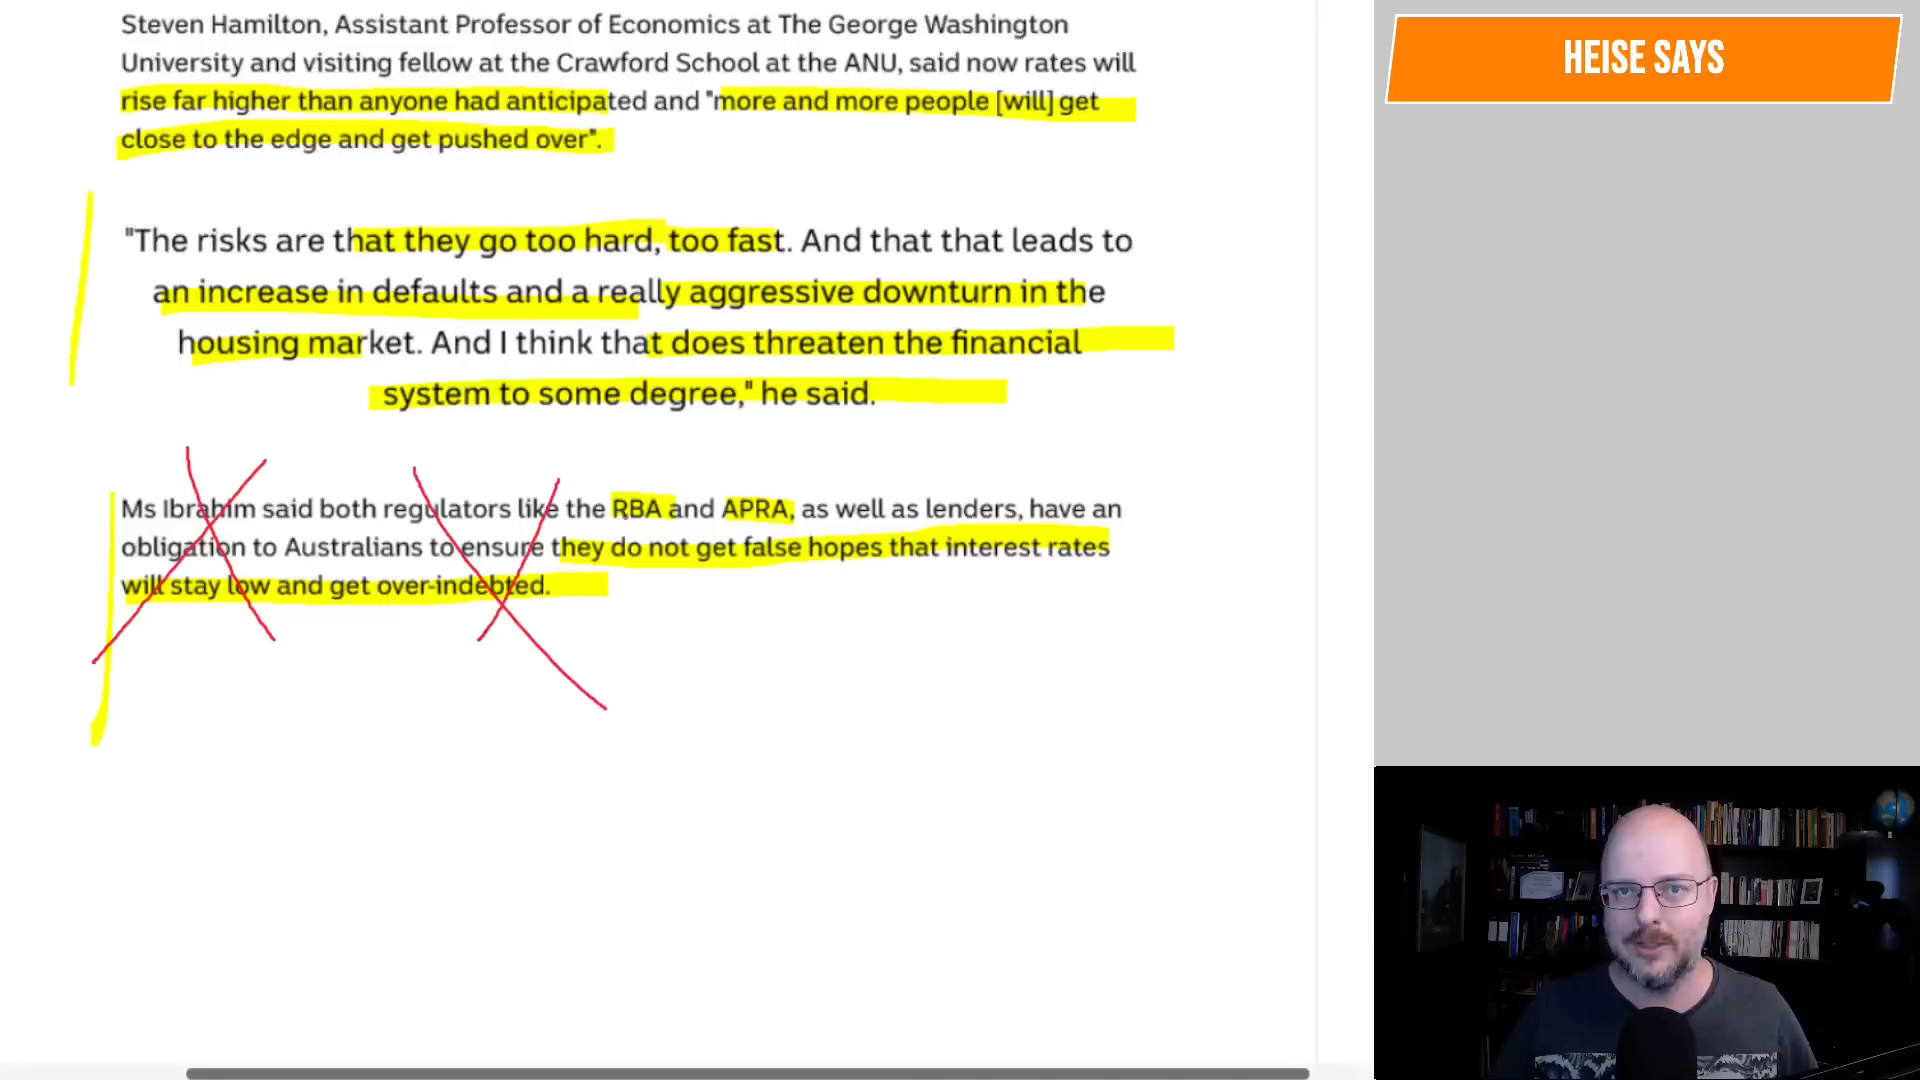 Steven Hamilton, Assistant Professor of Economics at The George Washington
University and visiting fellow at the Crawford School at the ANU, said now rates will
rise far higher than anyone had anticipated and "more and more people [will] get
close to the edge and get pushed over".
"The risks are that they go too hard, too fast. And that that leads to
an increase in defaults and a really aggressive downturn in the
housing market. And I think that does threaten the financial
system to some degree," he said.
Ms Ibrahim said both regulators like the RBA and APRA, as well as lenders, have an
obligation to Australians to ensure they do not get false hopes that interest rates
will stay low and get over-indebted.
HEISE SAYS